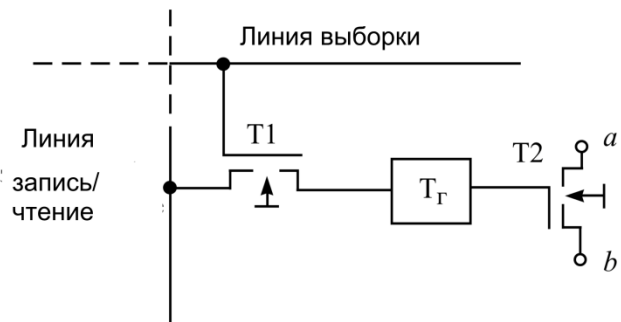 Линия выборки
Линия
запись/
чтение
T1
Tг
T2
a
b